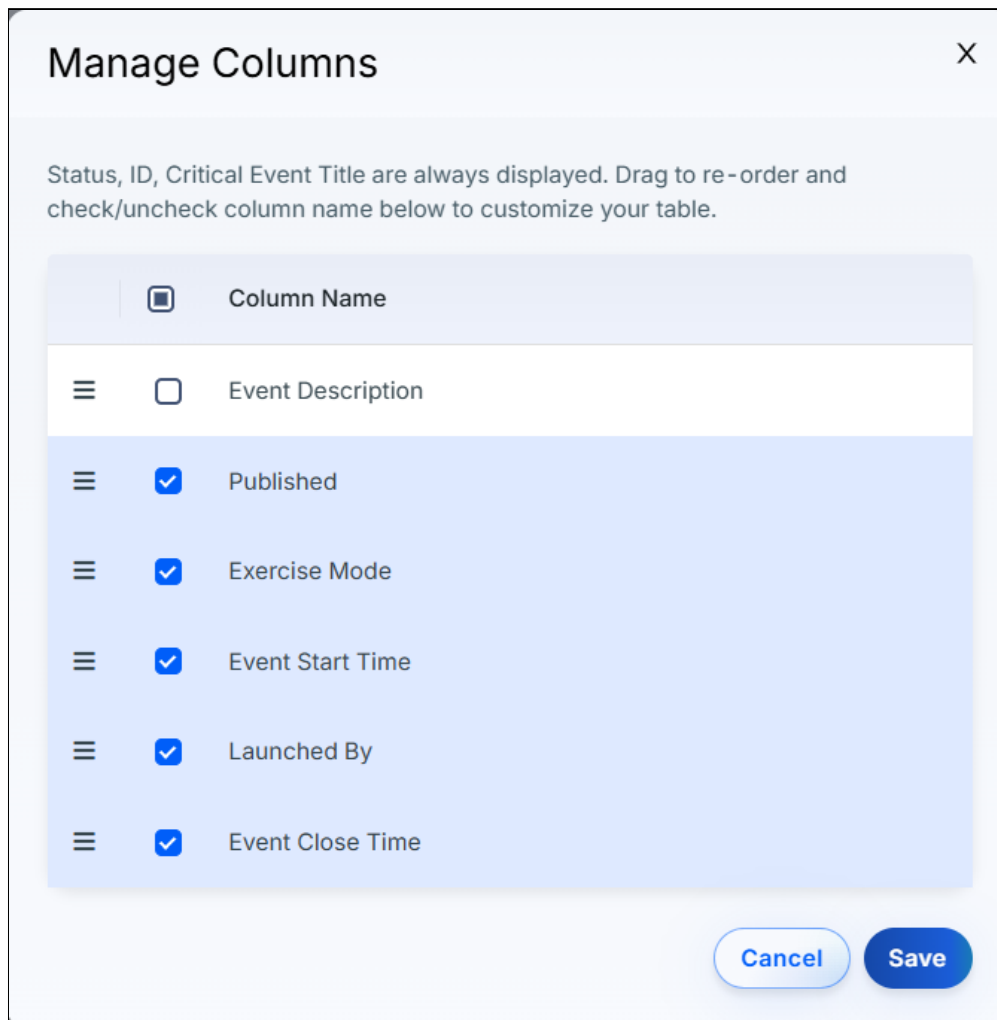 Manage Columns
X
Status, ID, Critical Event Title are always displayed. Drag to re-order and
check/uncheck column name below to customize your table.
Column Name
Event Description
Published
Exercise Mode
Event Start Time
Launched By
Event Close Time
Cancel
Save